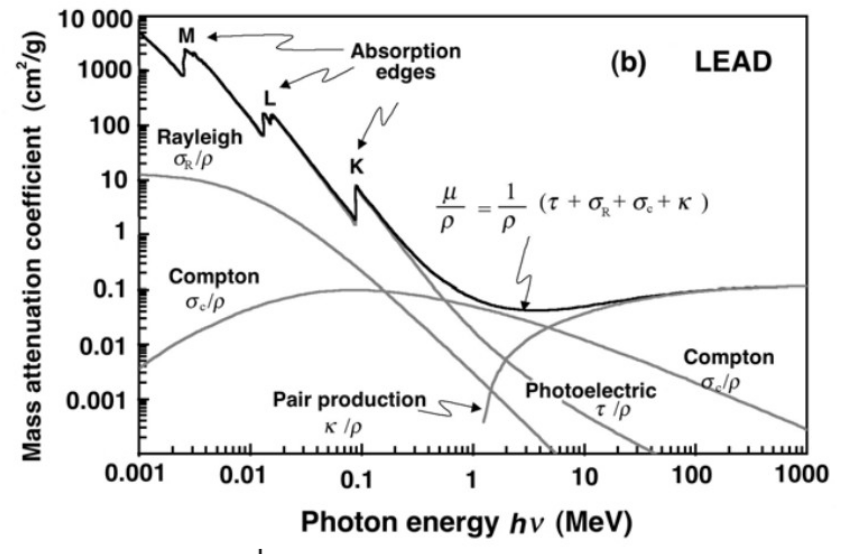 10 000
1000
100
10
1
0.1
0.01
0.001
Mass attenuation coefficient (cm²/g)
M
Absorption
edges
(b) LEAD
L
Rayleigh
σR/ρ
K
μ/ρ = 1/ρ (τ + σR + σc + κ )
Compton
σc/ρ
Compton
σc/ρ
Pair production
κ /ρ
Photoelectric
τ /ρ
0.001 0.01 0.1 1 10 100 1000
Photon energy hν (MeV)